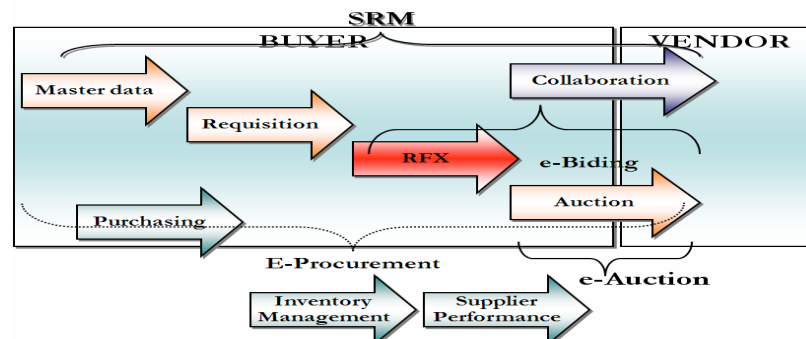 SRM
BUYER
VENDOR
Master data
Collaboration
Requisition
RFX
e-Biding
Auction
Purchasing
E-Procurement
e-Auction
Inventory
Management
Supplier
Performance